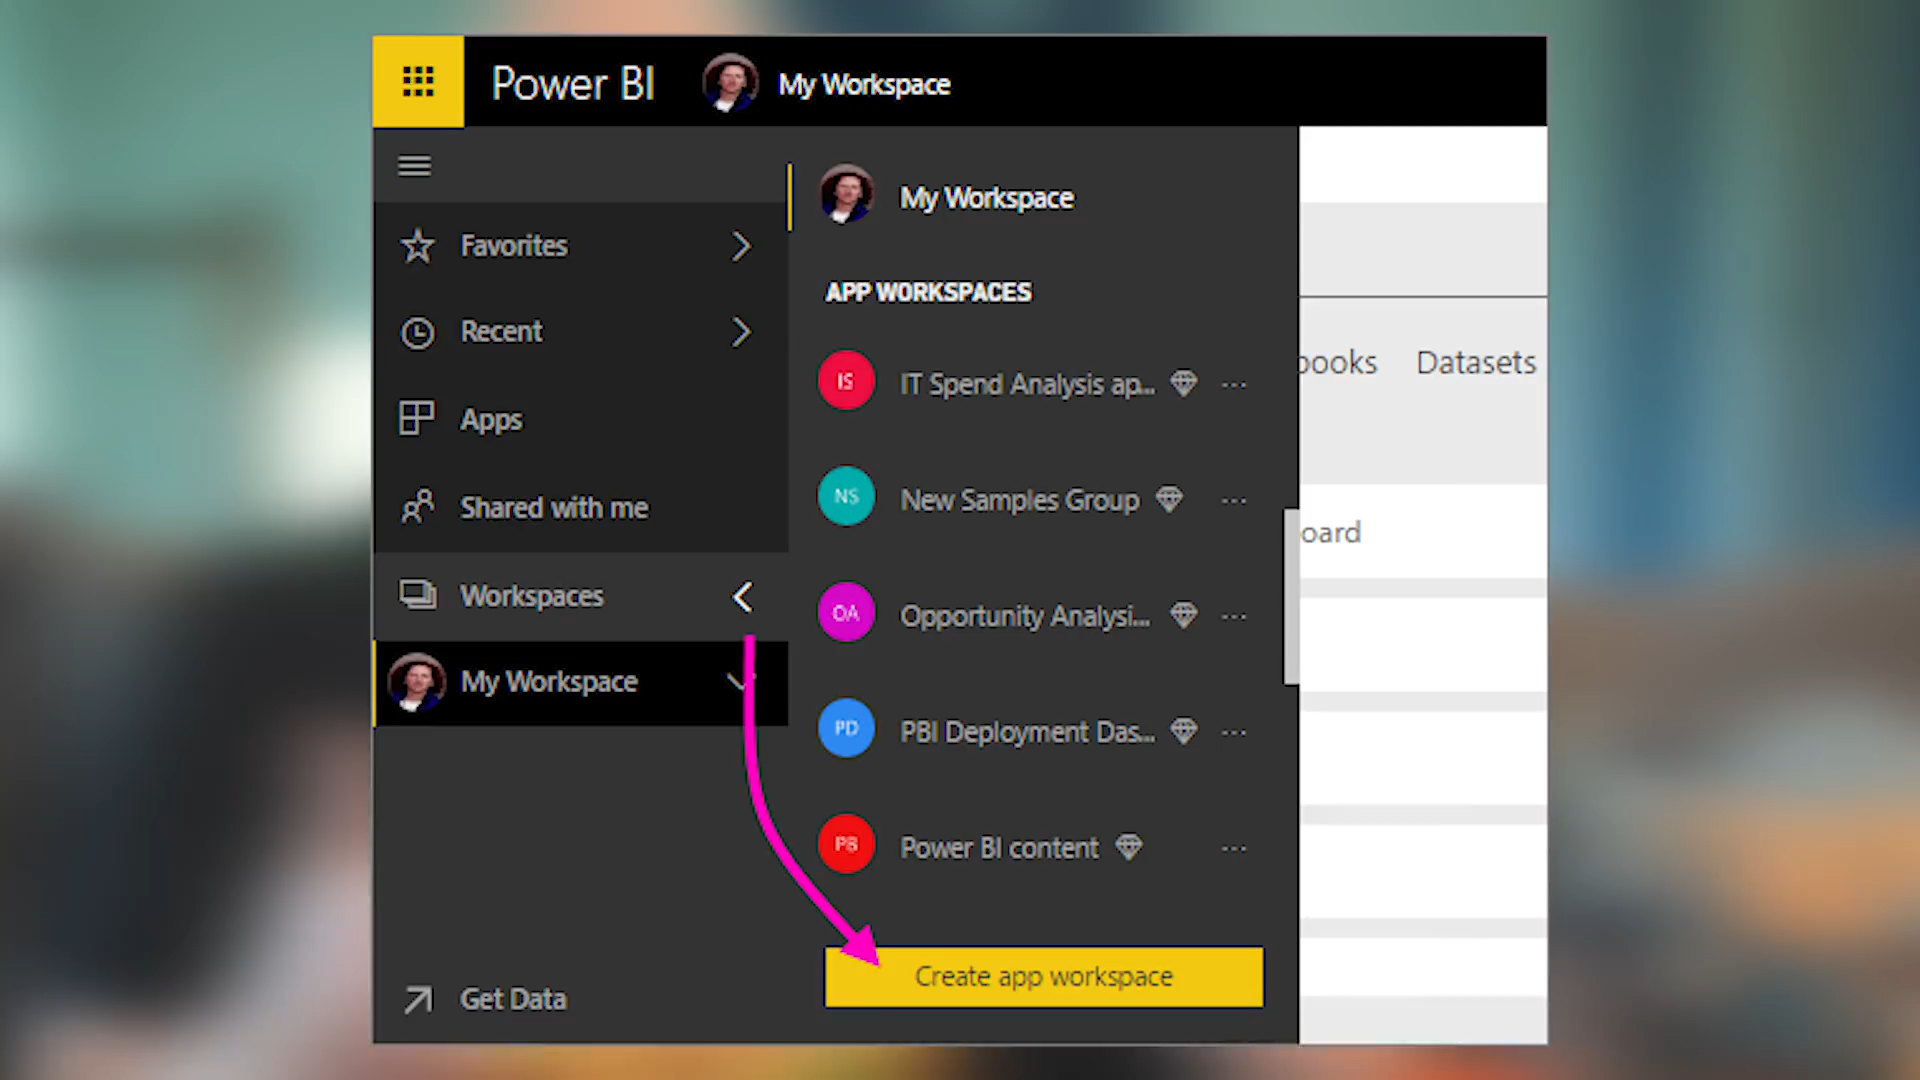 Power BI
My Workspace
Favorites
Recent
Apps
Shared with me
Workspaces
My Workspace
Get Data
My Workspace
APP WORKSPACES
IS IT Spend Analysis ap...
NS New Samples Group
OA Opportunity Analysi...
PD PBI Deployment Das...
PB Power BI content
Create app workspace
ooks Datasets
oard